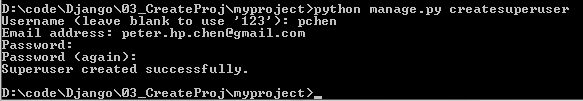 D:\code\Django\03_CreateProj\myproject>python manage.py createsuperuser
Username (leave blank to use '123'): pchen
Email address: peter.hp.chen@gmail.com
Password:
Password (again):
Superuser created successfully.
D:\code\Django\03_CreateProj\myproject>_